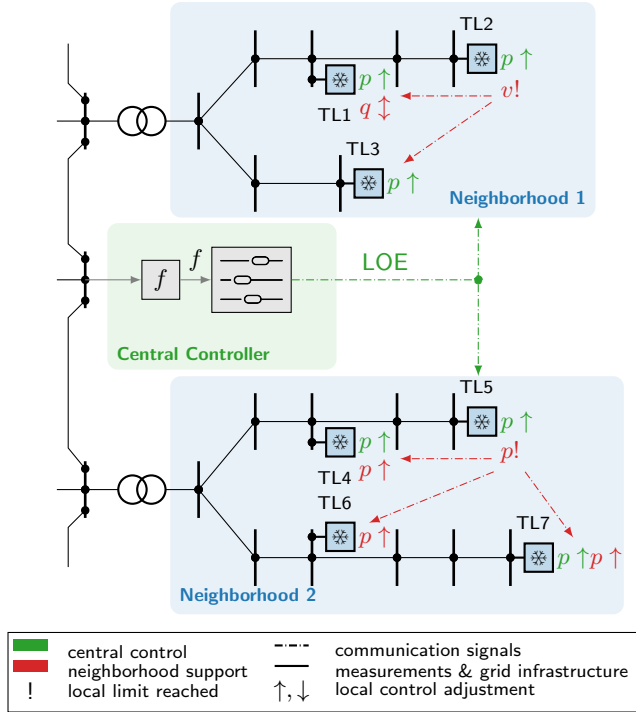 TL2
p ↑
p ↑
TL1 q ↕
v!
TL3
p ↑
Neighborhood 1
f
f
LOE
Central Controller
TL5
p ↑
p ↑
p!
TL4 p ↑
TL6
p ↑
TL7
p ↑ p ↑
Neighborhood 2
central control
communication signals
neighborhood support
measurements & grid infrastructure
! local limit reached
↑, ↓ local control adjustment